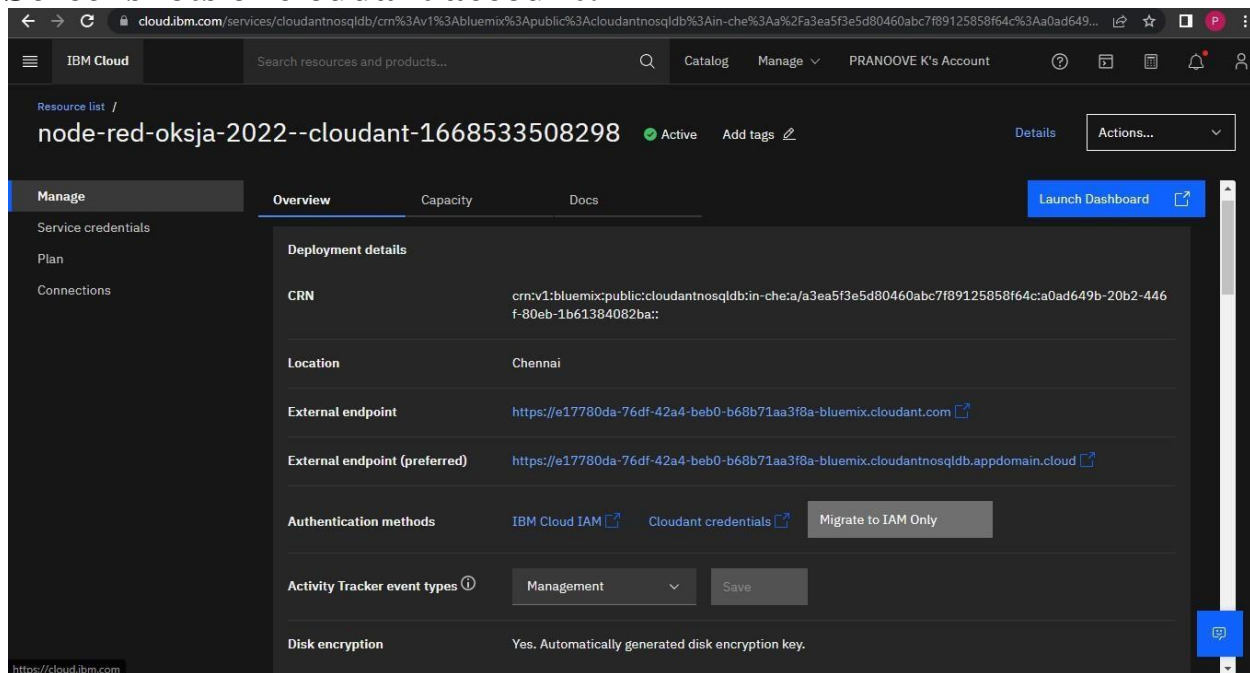 cloud.ibm.com/services/cloudantnosqldb/crn%3Av1%3Abluemix%3Apublic%3Acloudantnosqldb%3Ain-che%3Aa%2Fa3ea5f3e5d80460abc7f89125858f64c%3Aa0ad649...
P
IBM Cloud
Search resources and products...
Catalog
Manage
PRANOOVE K's Account
Resource list /
node-red-oksja-2022--cloudant-1668533508298
Active
Add tags
Details
Actions...
Manage
Service credentials
Plan
Connections
Overview
Capacity
Docs
Launch Dashboard
Deployment details
CRN
crn:v1:bluemix:public:cloudantnosqldb:in-che:a/a3ea5f3e5d80460abc7f89125858f64c:a0ad649b-20b2-446
f-80eb-1b61384082ba::
Location
Chennai
External endpoint
https://e17780da-76df-42a4-beb0-b68b71aa3f8a-bluemix.cloudant.com
External endpoint (preferred)
https://e17780da-76df-42a4-beb0-b68b71aa3f8a-bluemix.cloudantnosqldb.appdomain.cloud
Authentication methods
IBM Cloud IAM
Cloudant credentials
Migrate to IAM Only
Activity Tracker event types
Management
Save
Disk encryption
Yes. Automatically generated disk encryption key.
https://cloud.ibm.com